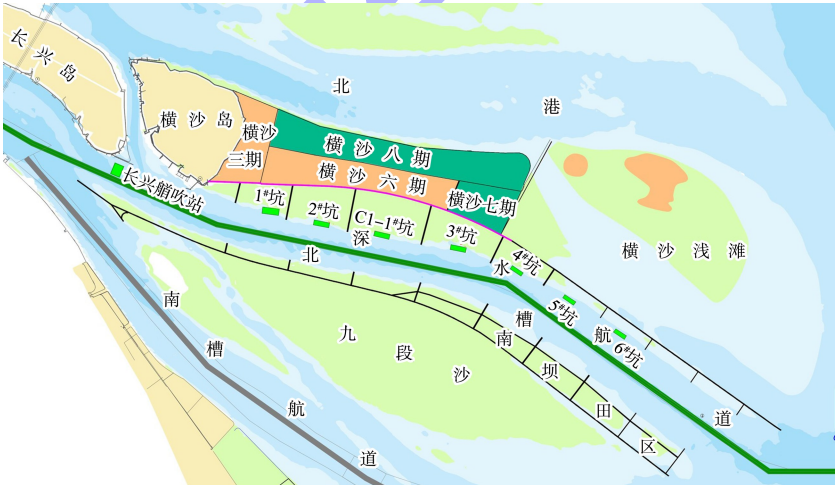 长兴岛
北港
横沙岛
横沙三期
横沙八期
横沙六期
横沙七期
横沙浅滩
长兴艄吹站
1#坑
2#坑
C1-1#坑
3#坑
4#坑
5#坑
6#坑
北槽
深水航道
南坝田区
九段沙
南槽航道